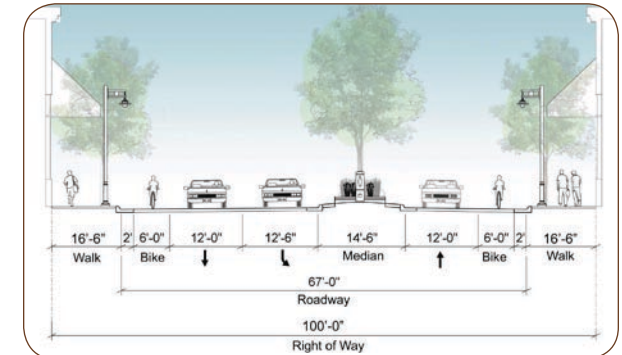 16'-6" 2' 6'-0" 12'-0" 12'-6" 14'-6" 12'-0" 6'-0" 2' 16'-6"
Walk Bike Median Bike Walk
67'-0"
Roadway
100'-0"
Right of Way